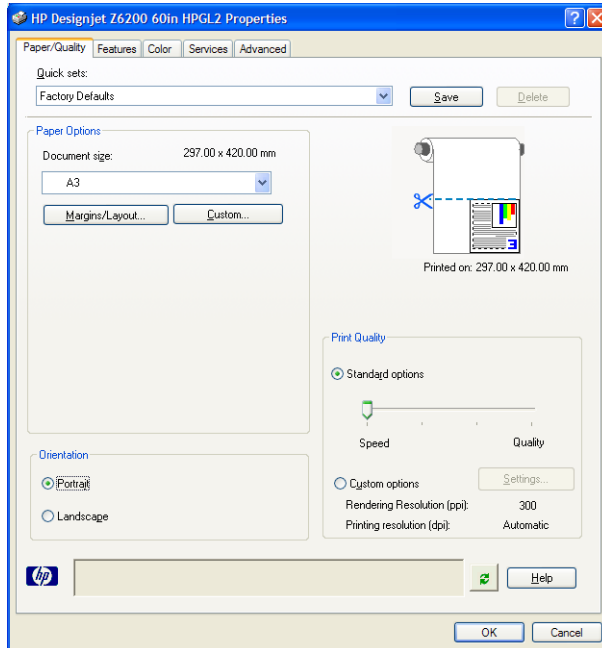 HP Designjet Z6200 60in HPGL2 Properties
Paper/Quality Features Color Services Advanced
Quick sets:
Factory Defaults
Save
Delete
Paper Options
Document size: 297.00 x 420.00 mm
A3
Margins/Layout...
Custom...
3
Printed on: 297.00 x 420.00 mm
Print Quality
Standard options
Speed Quality
Custom options
Settings...
Rendering Resolution (ppi): 300
Printing resolution (dpi): Automatic
Orientation
Portrait
Landscape
hp
Help
OK
Cancel